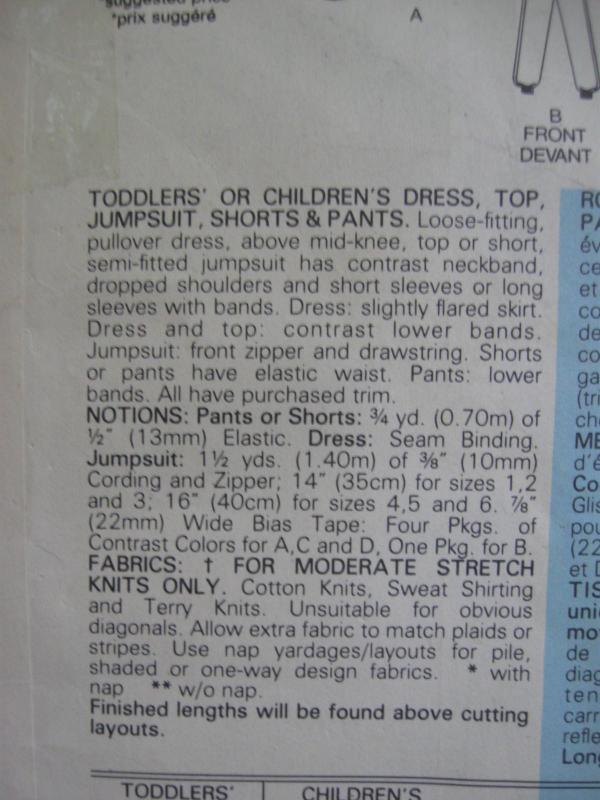 *suggested price
*prix suggéré
A
B
FRONT
DEVANT
TODDLERS' OR CHILDREN'S DRESS, TOP,
JUMPSUIT, SHORTS & PANTS. Loose-fitting,
pullover dress, above mid-knee, top or short,
semi-fitted jumpsuit has contrast neckband,
dropped shoulders and short sleeves or long
sleeves with bands. Dress: slightly flared skirt.
Dress and top: contrast lower bands.
Jumpsuit: front zipper and drawstring. Shorts
or pants have elastic waist. Pants: lower
bands. All have purchased trim.
NOTIONS: Pants or Shorts: ¾ yd. (0.70m) of
½" (13mm) Elastic. Dress: Seam Binding.
Jumpsuit: 1½ yds. (1.40m) of ⅜" (10mm)
Cording and Zipper; 14" (35cm) for sizes 1,2
and 3; 16" (40cm) for sizes 4,5 and 6. ⅞"
(22mm) Wide Bias Tape: Four Pkgs. of
Contrast Colors for A,C and D, One Pkg. for B.
FABRICS: † FOR MODERATE STRETCH
KNITS ONLY. Cotton Knits, Sweat Shirting
and Terry Knits. Unsuitable for obvious
diagonals. Allow extra fabric to match plaids or
stripes. Use nap yardages/layouts for pile,
shaded or one-way design fabrics. * with
nap ** w/o nap.
Finished lengths will be found above cutting
layouts.
TODDLERS' CHILDREN'S